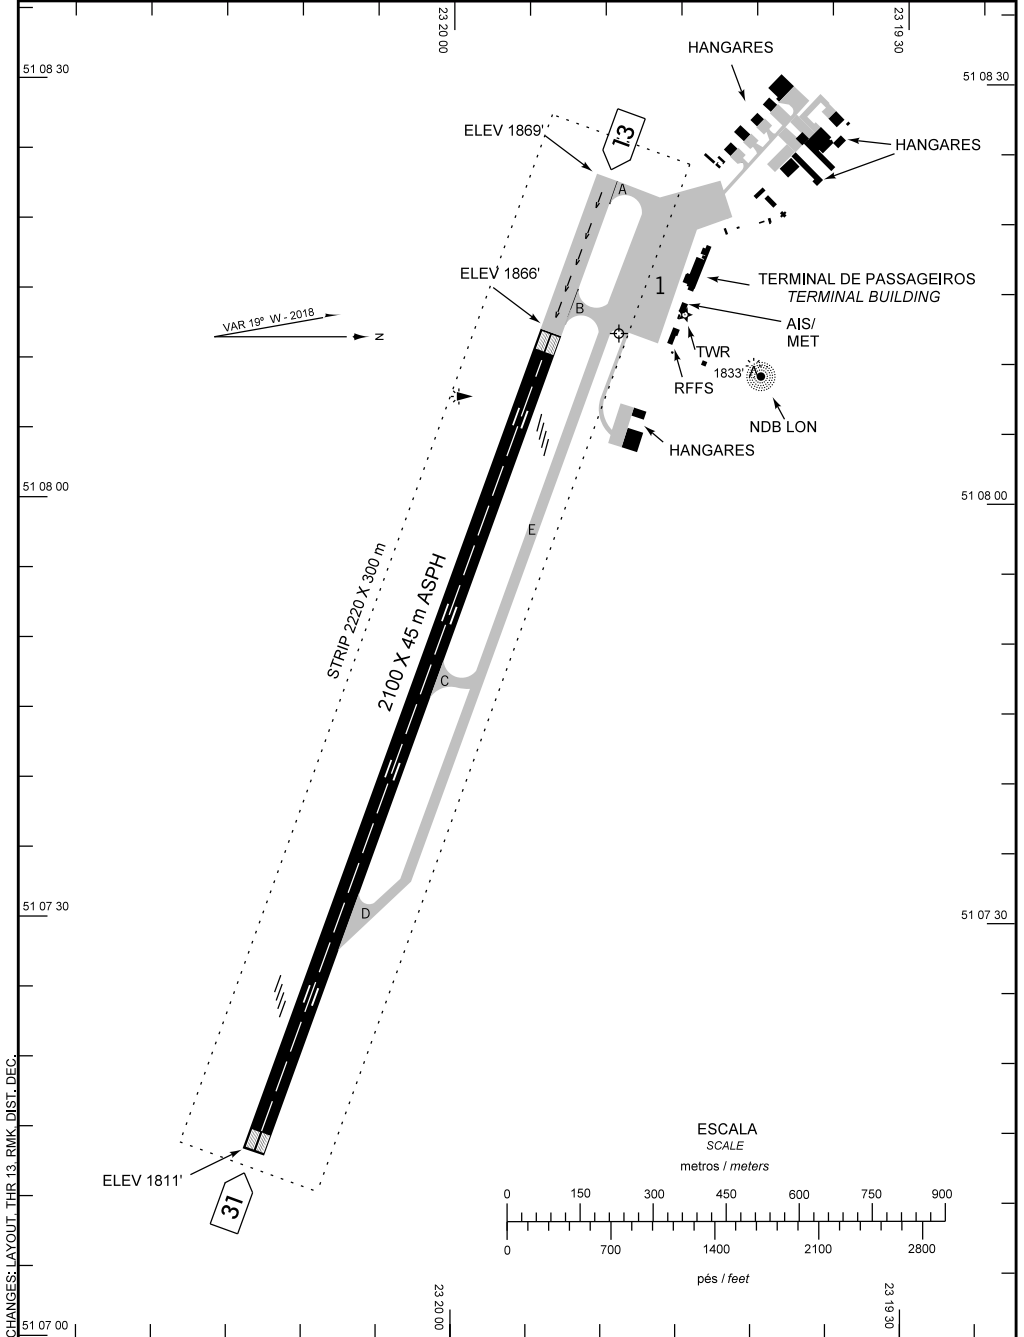 23 20 00
23 19 30
51 08 30
51 08 30
HANGARES
ELEV 1869'
13
HANGARES
A
ELEV 1866'
TERMINAL DE PASSAGEIROS
TERMINAL BUILDING
1
B
AIS/
MET
VAR 19º W - 2018
N
TWR
1833'
RFFS
NDB LON
HANGARES
51 08 00
51 08 00
E
STRIP 2220 X 300 m
2100 X 45 m ASPH
C
51 07 30
51 07 30
D
ELEV 1811'
31
ESCALA
SCALE
metros / meters
0 150 300 450 600 750 900
0 700 1400 2100 2800
pés / feet
23 20 00
23 19 30
51 07 00
CHANGES: LAYOUT, THR 13, RMK, DIST. DEC.